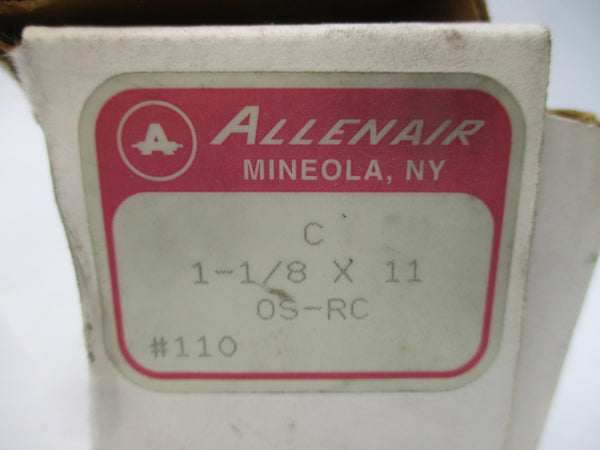 A
ALLENAIR
MINEOLA, NY
C
1-1/8 X 11
OS-RC
#110